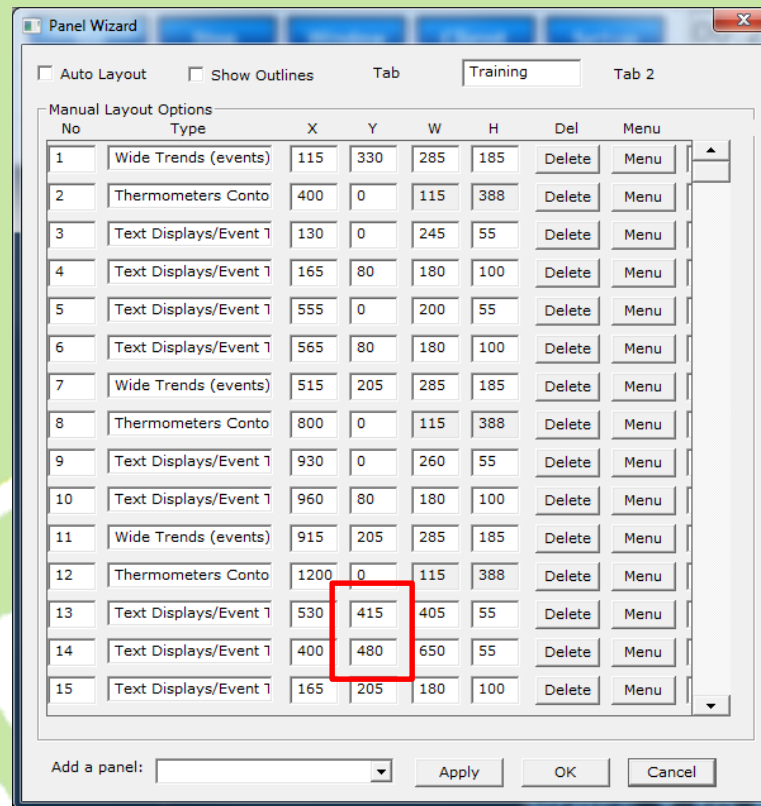 Panel Wizard
Auto Layout Show Outlines Tab Training Tab 2
Manual Layout Options
No Type X Y W H Del Menu
1 Wide Trends (events) 115 330 285 185 Delete Menu
2 Thermometers Conto 400 0 115 388 Delete Menu
3 Text Displays/Event T 130 0 245 55 Delete Menu
4 Text Displays/Event T 165 80 180 100 Delete Menu
5 Text Displays/Event T 555 0 200 55 Delete Menu
6 Text Displays/Event T 565 80 180 100 Delete Menu
7 Wide Trends (events) 515 205 285 185 Delete Menu
8 Thermometers Conto 800 0 115 388 Delete Menu
9 Text Displays/Event T 930 0 260 55 Delete Menu
10 Text Displays/Event T 960 80 180 100 Delete Menu
11 Wide Trends (events) 915 205 285 185 Delete Menu
12 Thermometers Conto 1200 0 115 388 Delete Menu
13 Text Displays/Event T 530 415 405 55 Delete Menu
14 Text Displays/Event T 400 480 650 55 Delete Menu
15 Text Displays/Event T 165 205 180 100 Delete Menu
Add a panel: Apply OK Cancel